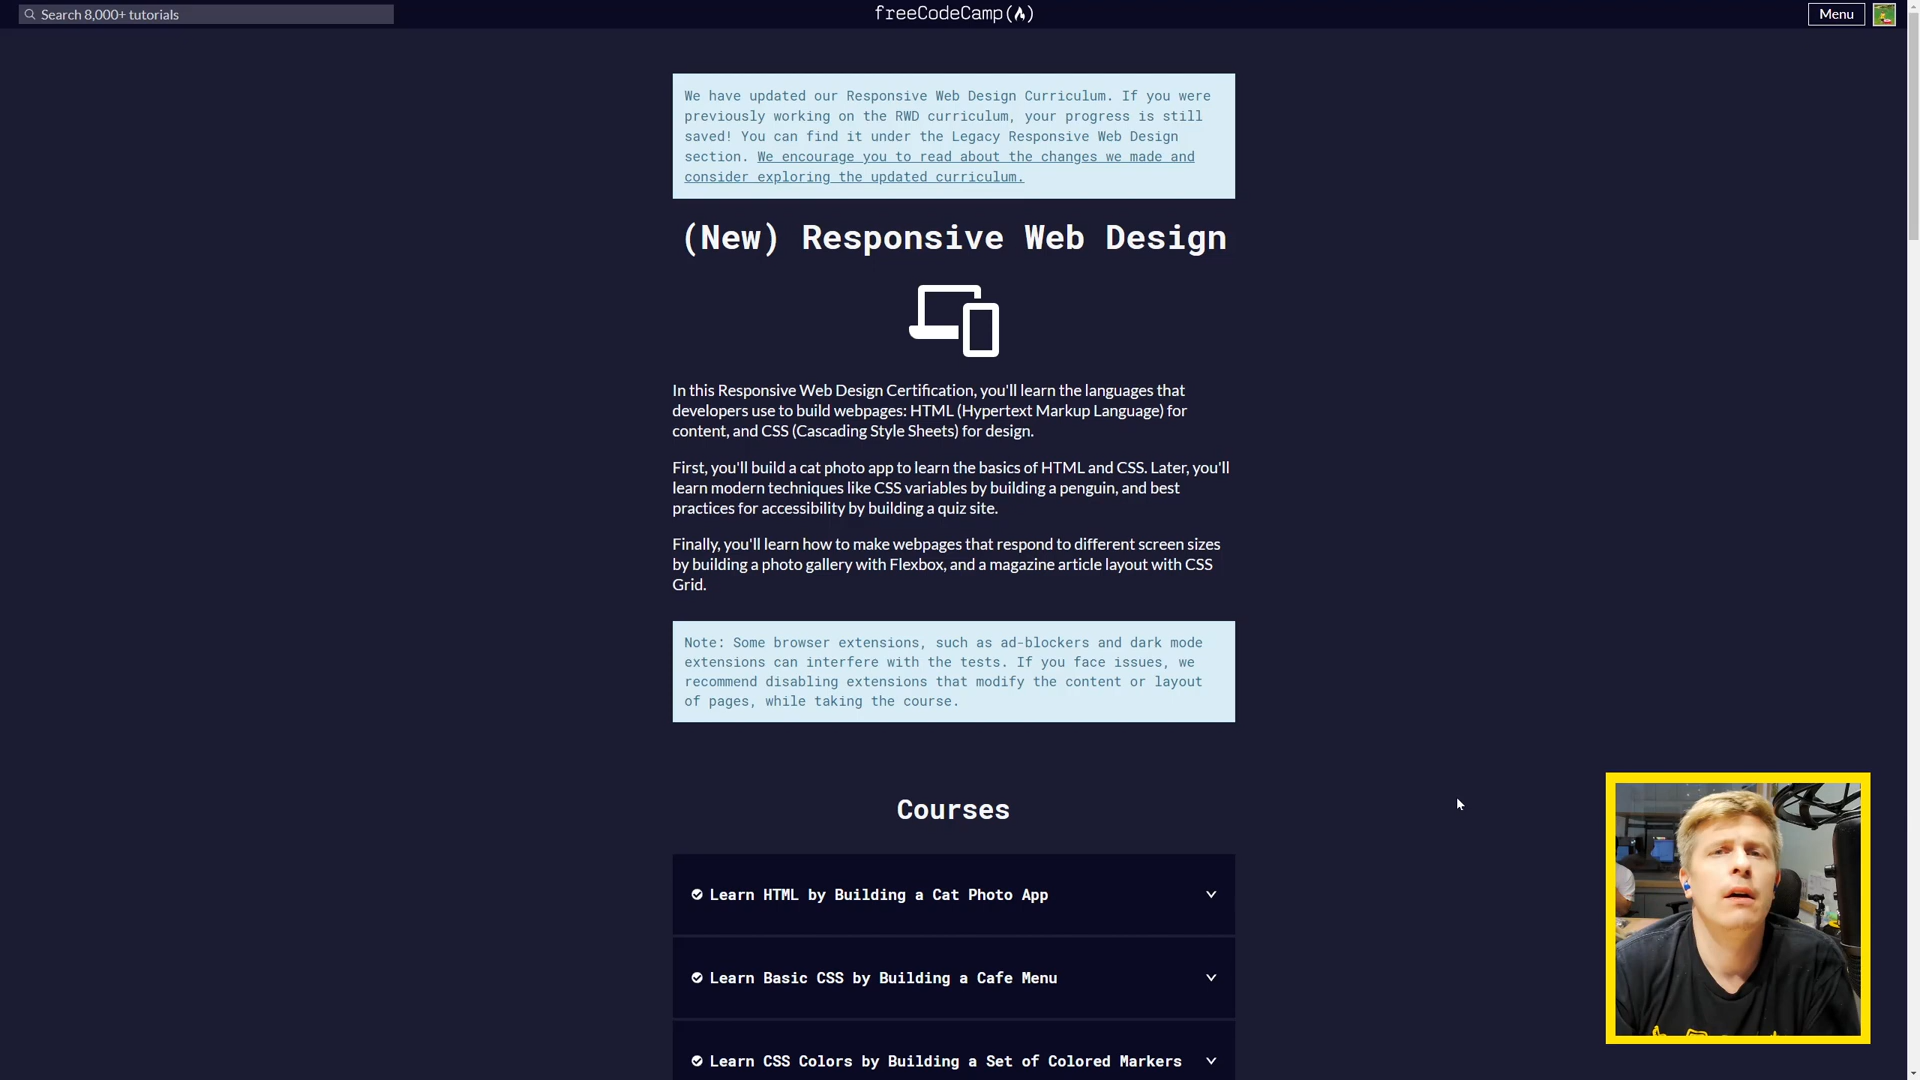 Search 8,000+ tutorials
freeCodeCamp
Menu
We have updated our Responsive Web Design Curriculum. If you were
previously working on the RWD curriculum, your progress is still
saved! You can find it under the Legacy Responsive Web Design
section. We encourage you to read about the changes we made and
consider exploring the updated curriculum.
(New) Responsive Web Design
In this Responsive Web Design Certification, you'll learn the languages that
developers use to build webpages: HTML (Hypertext Markup Language) for
content, and CSS (Cascading Style Sheets) for design.
First, you'll build a cat photo app to learn the basics of HTML and CSS. Later, you'll
learn modern techniques like CSS variables by building a penguin, and best
practices for accessibility by building a quiz site.
Finally, you'll learn how to make webpages that respond to different screen sizes
by building a photo gallery with Flexbox, and a magazine article layout with CSS
Grid.
Note: Some browser extensions, such as ad-blockers and dark mode
extensions can interfere with the tests. If you face issues, we
recommend disabling extensions that modify the content or layout
of pages, while taking the course.
Courses
Learn HTML by Building a Cat Photo App
Learn Basic CSS by Building a Cafe Menu
Learn CSS Colors by Building a Set of Colored Markers